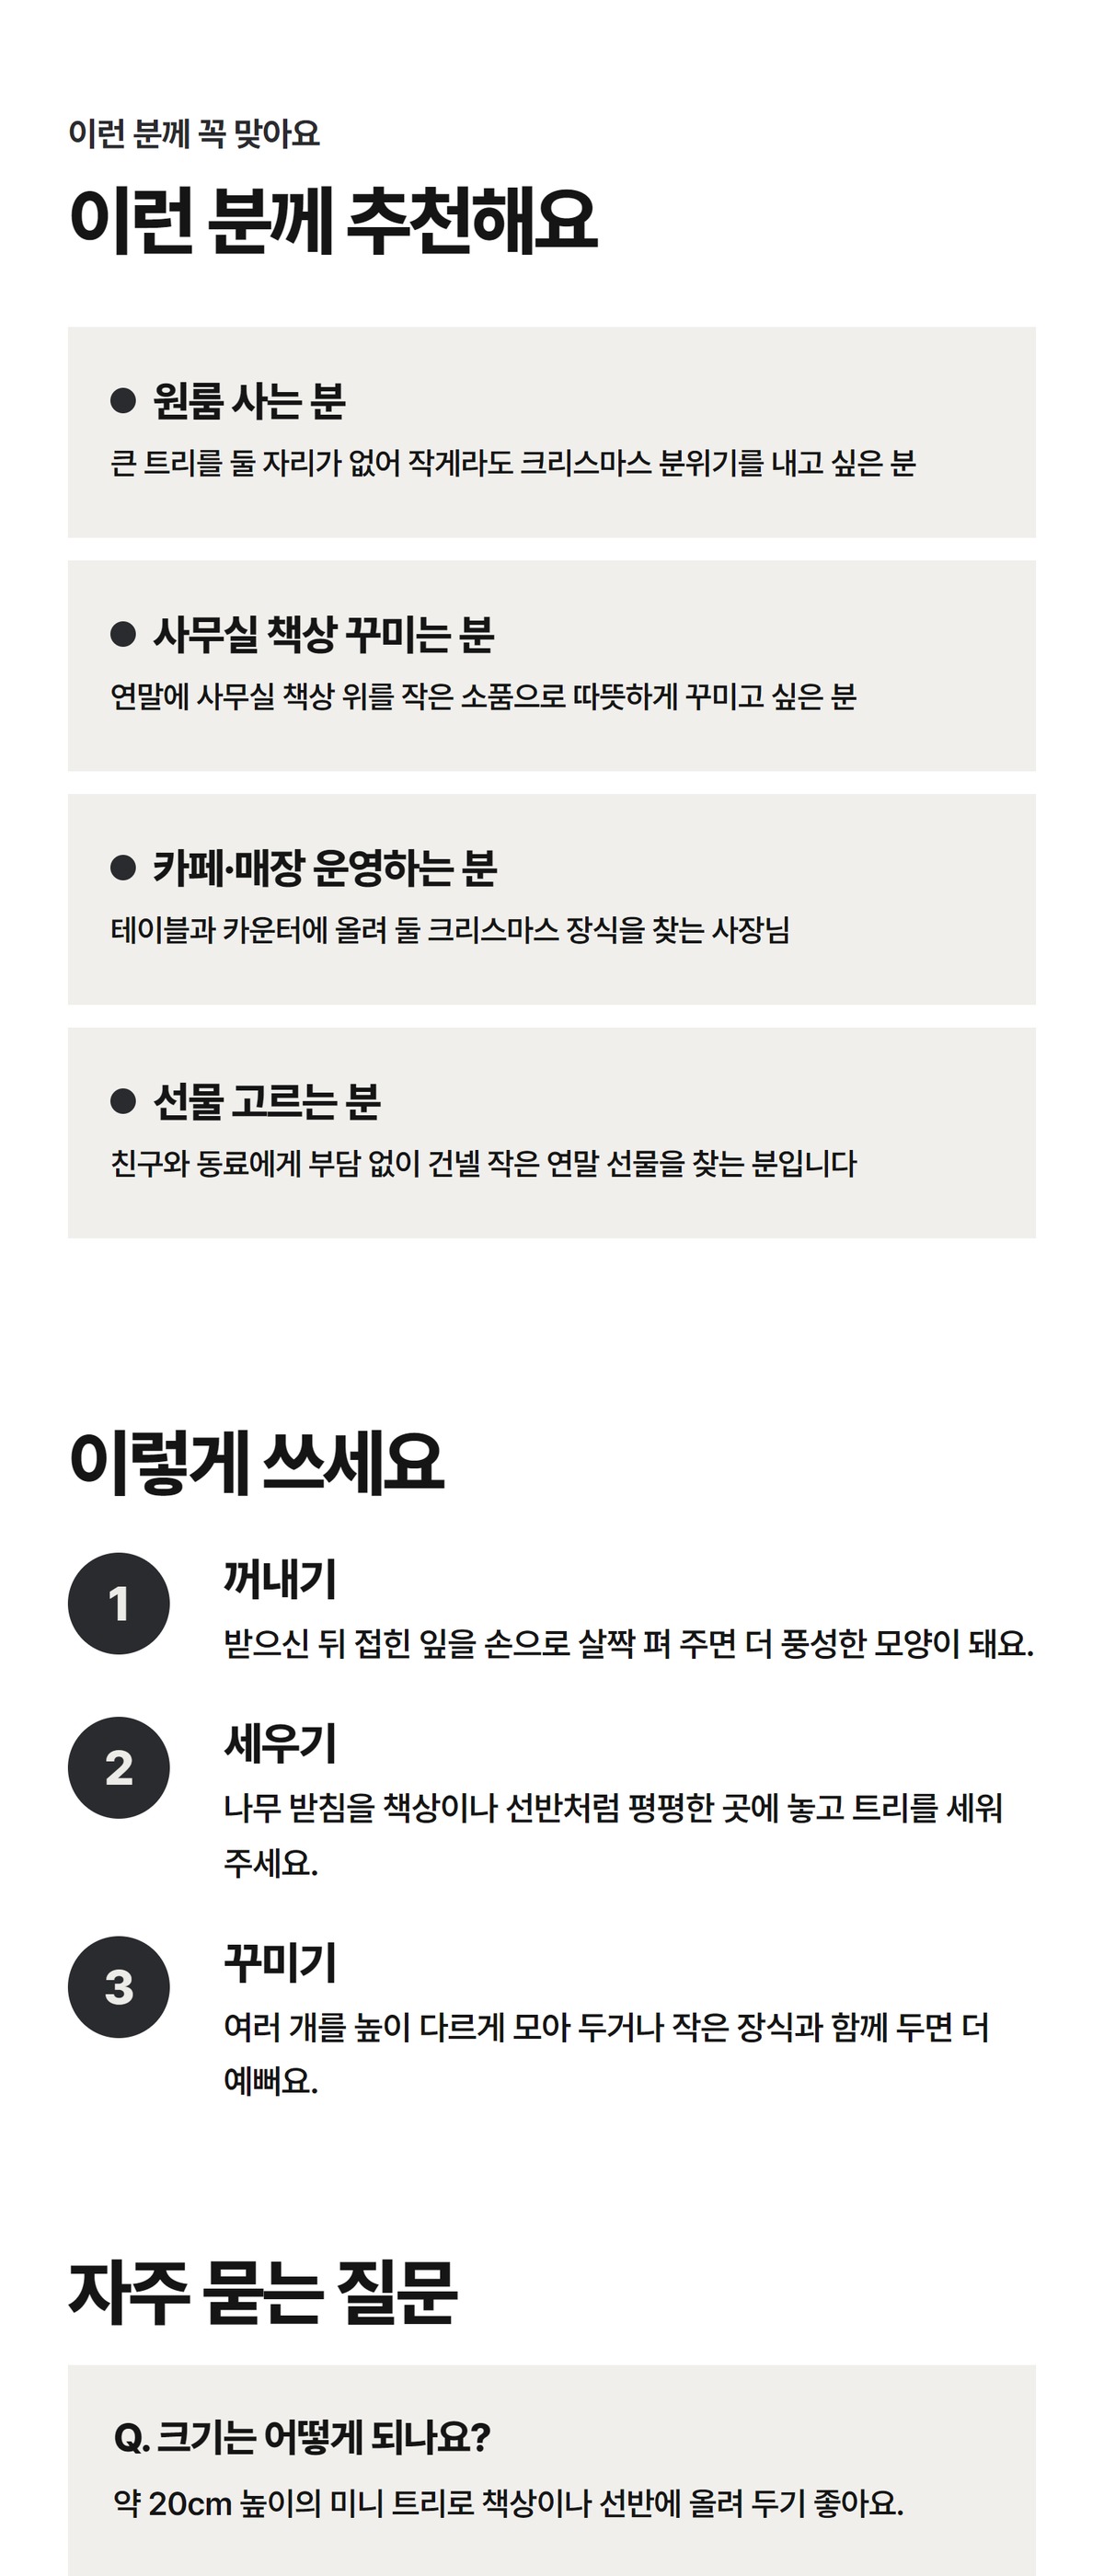 이런 분께 꼭 맞아요
이런 분께 추천해요
원룸 사는 분
큰 트리를 둘 자리가 없어 작게라도 크리스마스 분위기를 내고 싶은 분
사무실 책상 꾸미는 분
연말에 사무실 책상 위를 작은 소품으로 따뜻하게 꾸미고 싶은 분
카페·매장 운영하는 분
테이블과 카운터에 올려 둘 크리스마스 장식을 찾는 사장님
선물 고르는 분
친구와 동료에게 부담 없이 건넬 작은 연말 선물을 찾는 분입니다
이렇게 쓰세요
1
꺼내기
받으신 뒤 접힌 잎을 손으로 살짝 펴 주면 더 풍성한 모양이 돼요.
2
세우기
나무 받침을 책상이나 선반처럼 평평한 곳에 놓고 트리를 세워
주세요.
3
꾸미기
여러 개를 높이 다르게 모아 두거나 작은 장식과 함께 두면 더
예뻐요.
자주 묻는 질문
Q. 크기는 어떻게 되나요?
약 20cm 높이의 미니 트리로 책상이나 선반에 올려 두기 좋아요.